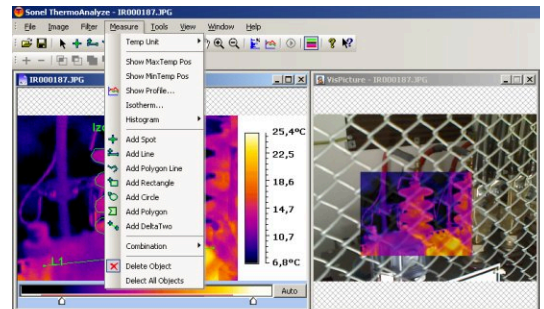 Sonel ThermoAnalyze - IR000187.JPG
File Image Filter Measure Tools View Window Help
IR000187.JPG
VisPicture - IR000187.JPG
Temp Unit
Show MaxTemp Pos
Show MinTemp Pos
Show Profile...
Isotherm...
Histogram
Add Spot
Add Line
Add Polygon Line
Add Rectangle
Add Circle
Add Polygon
Add DeltaTwo
Combination
Delete Object
Delect All Objects
25,4°C
22,5
18,6
14,7
10,7
6,8°C
L1
Auto